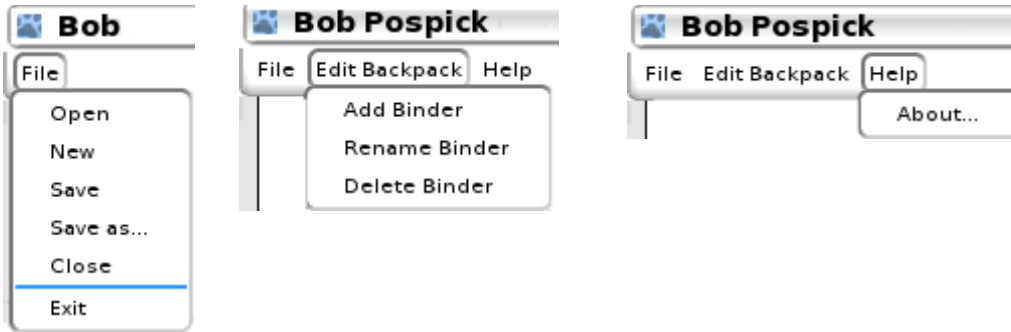 Bob
File
Open
New
Save
Save as...
Close
Exit
Bob Pospick
File Edit Backpack Help
Add Binder
Rename Binder
Delete Binder
Bob Pospick
File Edit Backpack Help
About...